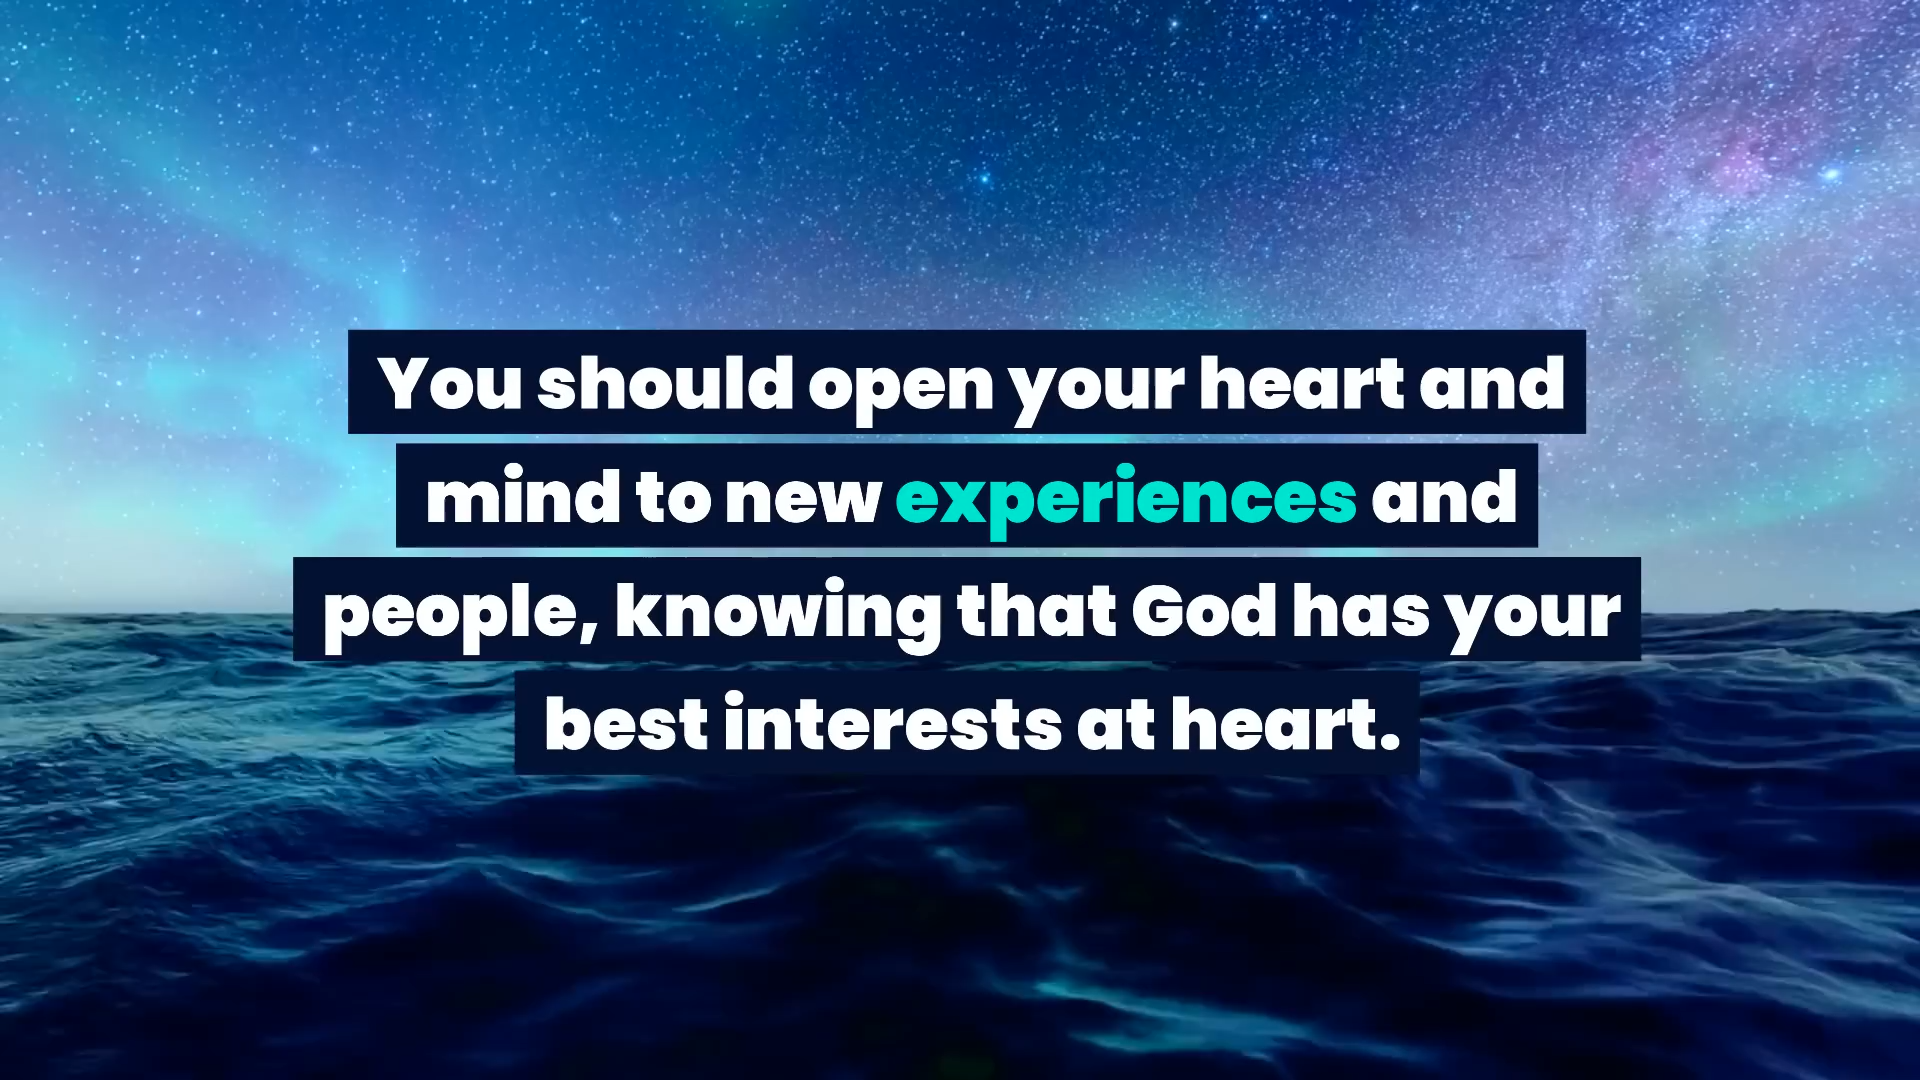 You should open your heart and
mind to new experiences and
people, knowing that God has your
best interests at heart.